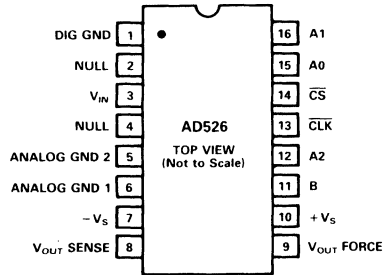 DIG GND 1 16 A1
NULL 2 15 A0
V_IN 3 14 C̅S̅
NULL 4 AD526 13 C̅L̅K̅
TOP VIEW
ANALOG GND 2 5 (Not to Scale) 12 A2
ANALOG GND 1 6 11 B
−V_S 7 10 +V_S
V_OUT SENSE 8 9 V_OUT FORCE